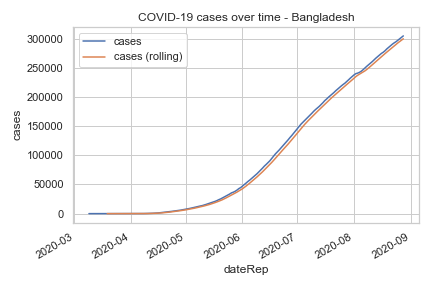 COVID-19 cases over time - Bangladesh
cases
cases (rolling)
300000
250000
200000
150000
100000
50000
0
cases
2020-03
2020-04
2020-05
2020-06
2020-07
2020-08
2020-09
dateRep